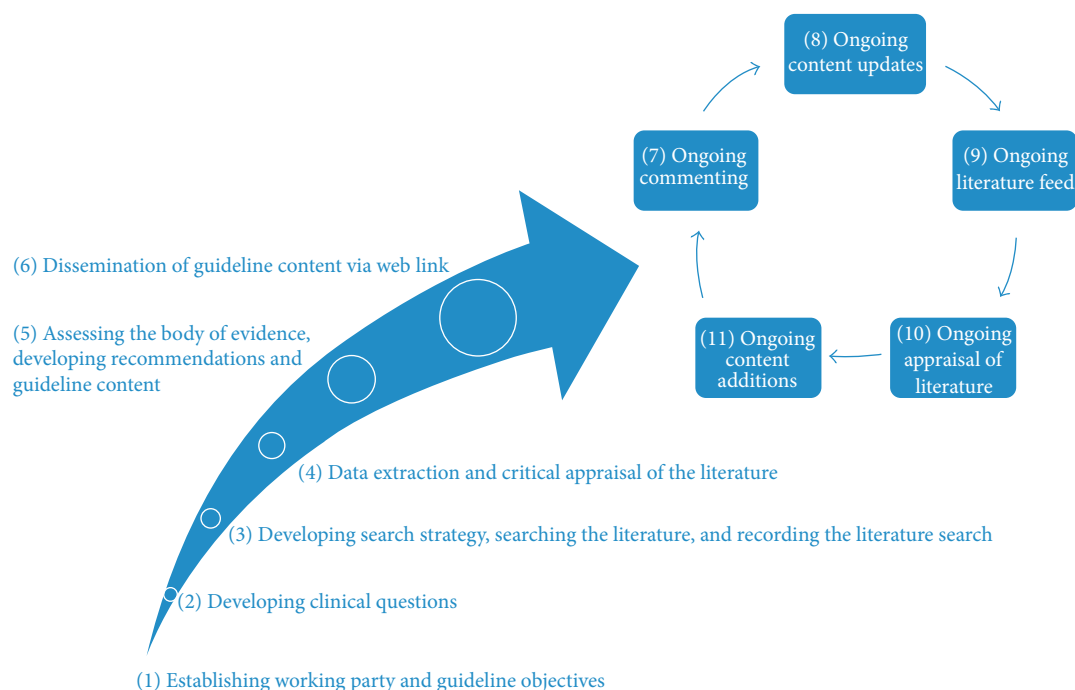 (8) Ongoing
content updates
(7) Ongoing
commenting
(9) Ongoing
literature feed
(6) Dissemination of guideline content via web link
(5) Assessing the body of evidence,
developing recommendations and
guideline content
(11) Ongoing
content
additions
(10) Ongoing
appraisal of
literature
(4) Data extraction and critical appraisal of the literature
(3) Developing search strategy, searching the literature, and recording the literature search
(2) Developing clinical questions
(1) Establishing working party and guideline objectives